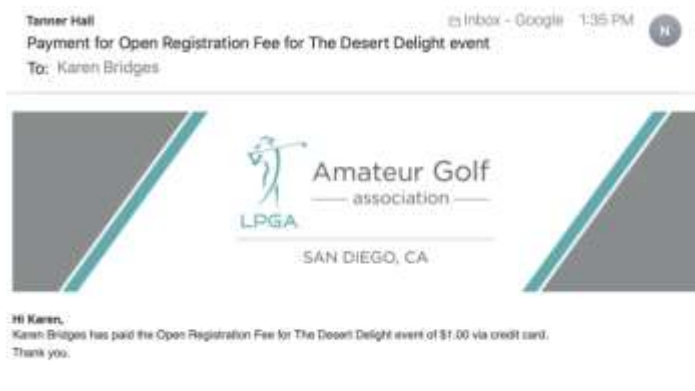 Tanner Hall
Inbox - Google 1:35 PM
N
Payment for Open Registration Fee for The Desert Delight event
To: Karen Bridges
Amateur Golf
association
LPGA
SAN DIEGO, CA
Hi Karen,
Karen Bridges has paid the Open Registration Fee for The Desert Delight event of $1.00 via credit card.
Thank you.